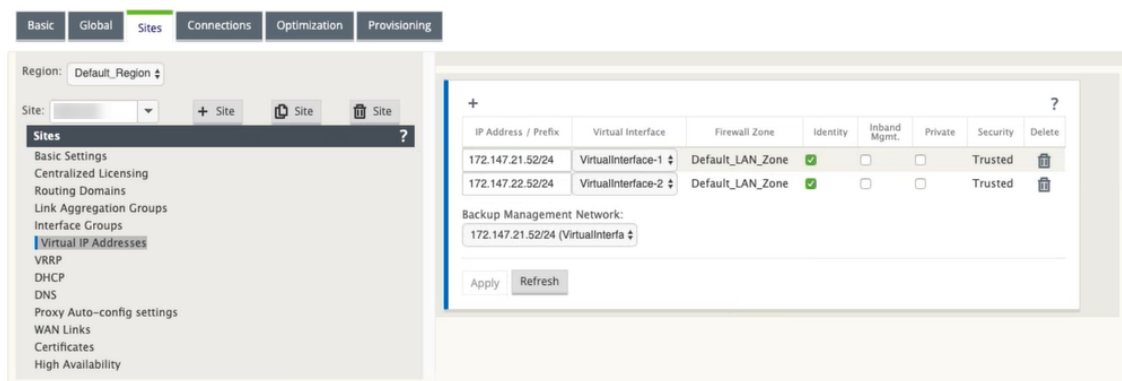 Basic Global Sites Connections Optimization Provisioning
Region: Default_Region
Site: + Site Site Site
Sites ?
Basic Settings
Centralized Licensing
Routing Domains
Link Aggregation Groups
Interface Groups
Virtual IP Addresses
VRRP
DHCP
DNS
Proxy Auto-config settings
WAN Links
Certificates
High Availability
+ ?
IP Address / Prefix Virtual Interface Firewall Zone Identity Inband Mgmt. Private Security Delete
172.147.21.52/24 VirtualInterface-1 Default_LAN_Zone Trusted
172.147.22.52/24 VirtualInterface-2 Default_LAN_Zone Trusted
Backup Management Network:
172.147.21.52/24 (VirtualInterfa
Apply Refresh